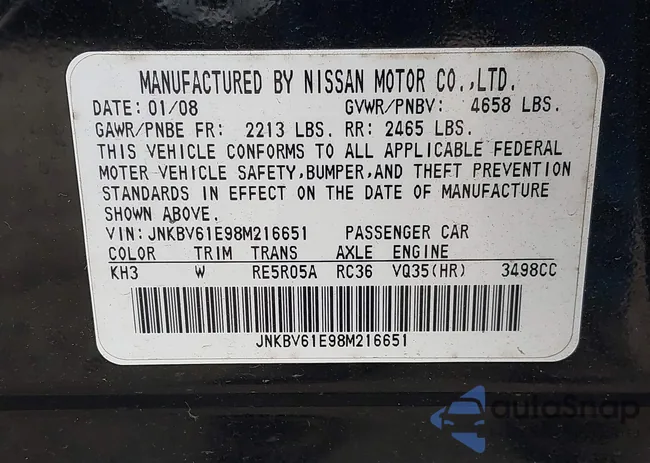 MANUFACTURED BY NISSAN MOTOR CO.,LTD.
DATE: 01/08 GVWR/PNBV: 4658 LBS.
GAWR/PNBE FR: 2213 LBS. RR: 2465 LBS.
THIS VEHICLE CONFORMS TO ALL APPLICABLE FEDERAL
MOTOR VEHICLE SAFETY,BUMPER,AND THEFT PREVENTION
STANDARDS IN EFFECT ON THE DATE OF MANUFACTURE
SHOWN ABOVE.
VIN: JNKBV61E98M216651 PASSENGER CAR
COLOR TRIM TRANS AXLE ENGINE
KH3 W RE5R05A RC36 VQ35(HR) 3498CC
JNKBV61E98M216651
autoSnap